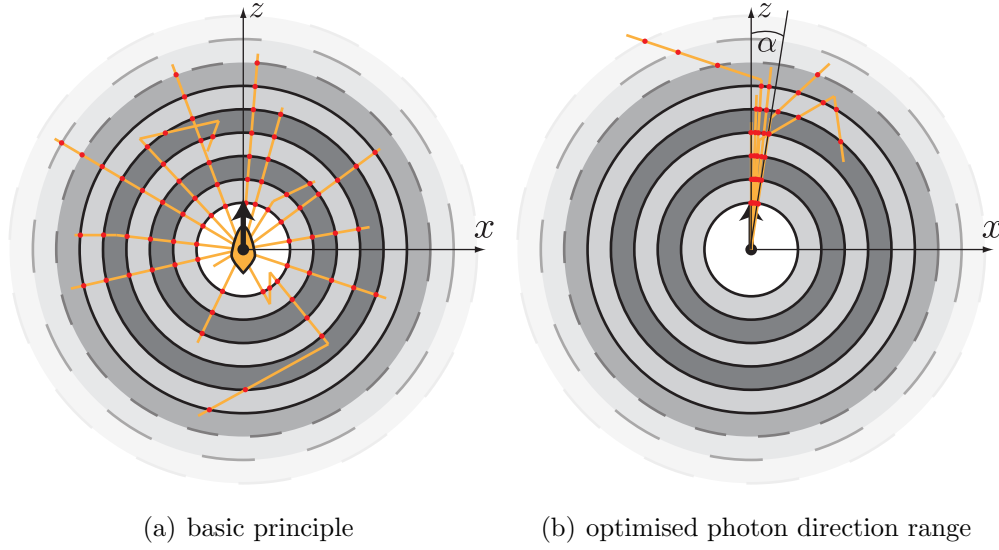 z
x
(a) basic principle
z
α
x
(b) optimised photon direction range